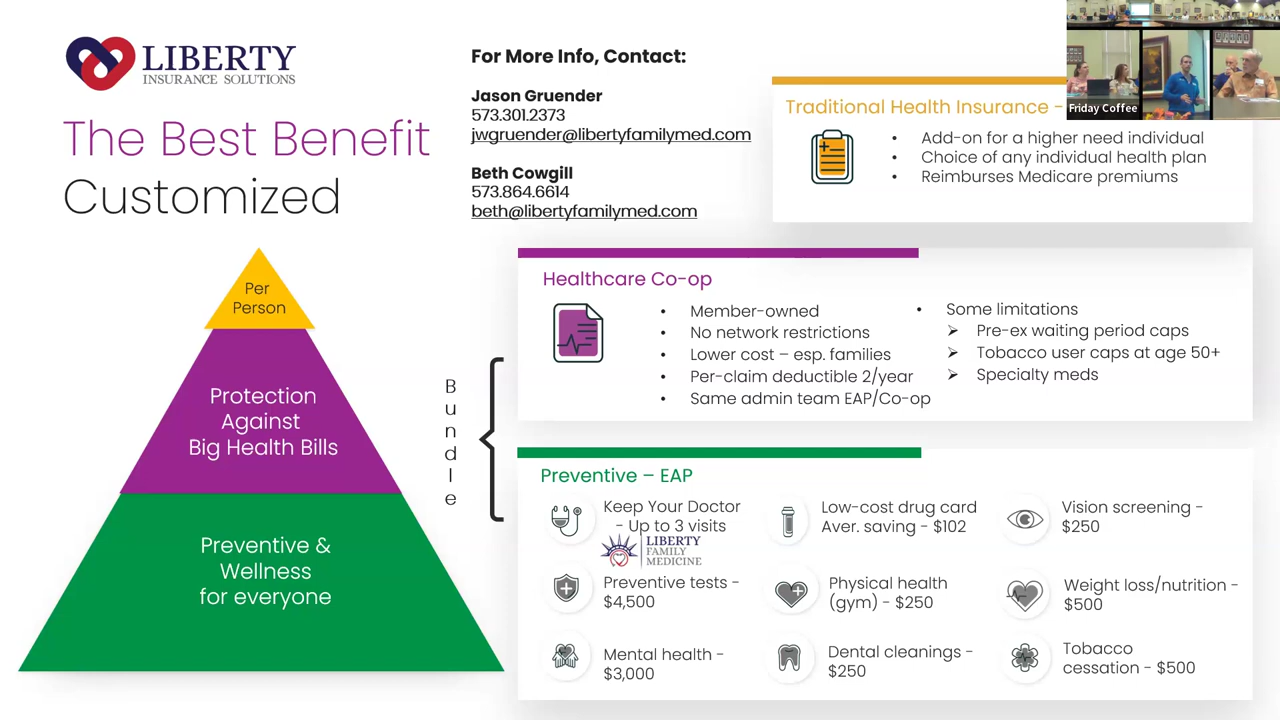 LIBERTY
INSURANCE SOLUTIONS
The Best Benefit
Customized
For More Info, Contact:
Jason Gruender
573.301.2373
jwgruender@libertyfamilymed.com
Beth Cowgill
573.864.6614
beth@libertyfamilymed.com
Traditional Health Insurance -
Friday Coffee
• Add-on for a higher need individual
• Choice of any individual health plan
• Reimburses Medicare premiums
Per
Person
Protection
Against
Big Health Bills
Preventive &
Wellness
for everyone
Bundle
Healthcare Co-op
• Member-owned
• No network restrictions
• Lower cost – esp. families
• Per-claim deductible 2/year
• Same admin team EAP/Co-op
• Some limitations
➢ Pre-ex waiting period caps
➢ Tobacco user caps at age 50+
➢ Specialty meds
Preventive – EAP
Keep Your Doctor
- Up to 3 visits
LIBERTY
FAMILY
MEDICINE
Low-cost drug card
Aver. saving - $102
Vision screening -
$250
Preventive tests -
$4,500
Physical health
(gym) - $250
Weight loss/nutrition -
$500
Mental health -
$3,000
Dental cleanings -
$250
Tobacco
cessation - $500